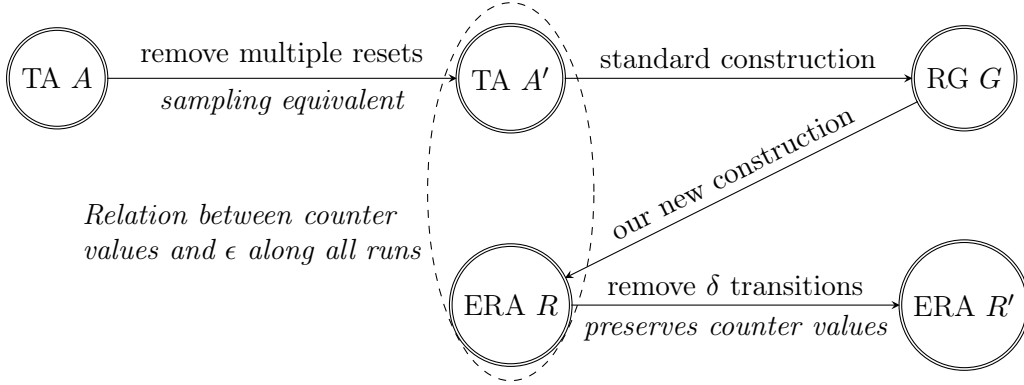 TA A
remove multiple resets
sampling equivalent
TA A′
standard construction
RG G
our new construction
Relation between counter
values and ϵ along all runs
ERA R
remove δ transitions
preserves counter values
ERA R′